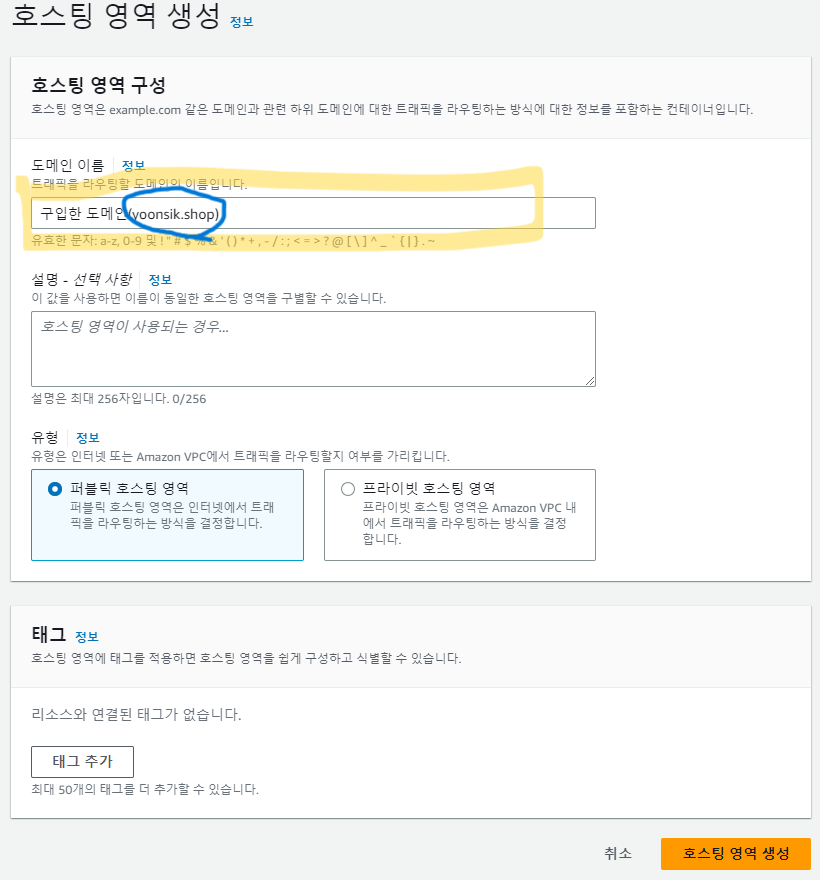 호스팅 영역 생성 정보
호스팅 영역 구성
호스팅 영역은 example.com 같은 도메인과 관련 하위 도메인에 대한 트래픽을 라우팅하는 방식에 대한 정보를 포함하는 컨테이너입니다.
도메인 이름 정보
트래픽을 라우팅할 도메인의 이름입니다.
구입한 도메인(yoonsik.shop)
유효한 문자: a-z, 0-9 및 ! " # $ % & ' ( ) * + , - / : ; < = > ? @ [ \ ] ^ _ ` { | } . ~
설명 - 선택 사항 정보
이 값을 사용하면 이름이 동일한 호스팅 영역을 구별할 수 있습니다.
호스팅 영역이 사용되는 경우...
설명은 최대 256자입니다. 0/256
유형 정보
유형은 인터넷 또는 Amazon VPC에서 트래픽을 라우팅할지 여부를 가리킵니다.
퍼블릭 호스팅 영역
퍼블릭 호스팅 영역은 인터넷에서 트래
픽을 라우팅하는 방식을 결정합니다.
프라이빗 호스팅 영역
프라이빗 호스팅 영역은 Amazon VPC 내
에서 트래픽을 라우팅하는 방식을 결정
합니다.
태그 정보
호스팅 영역에 태그를 적용하면 호스팅 영역을 쉽게 구성하고 식별할 수 있습니다.
리소스와 연결된 태그가 없습니다.
태그 추가
최대 50개의 태그를 더 추가할 수 있습니다.
취소 호스팅 영역 생성